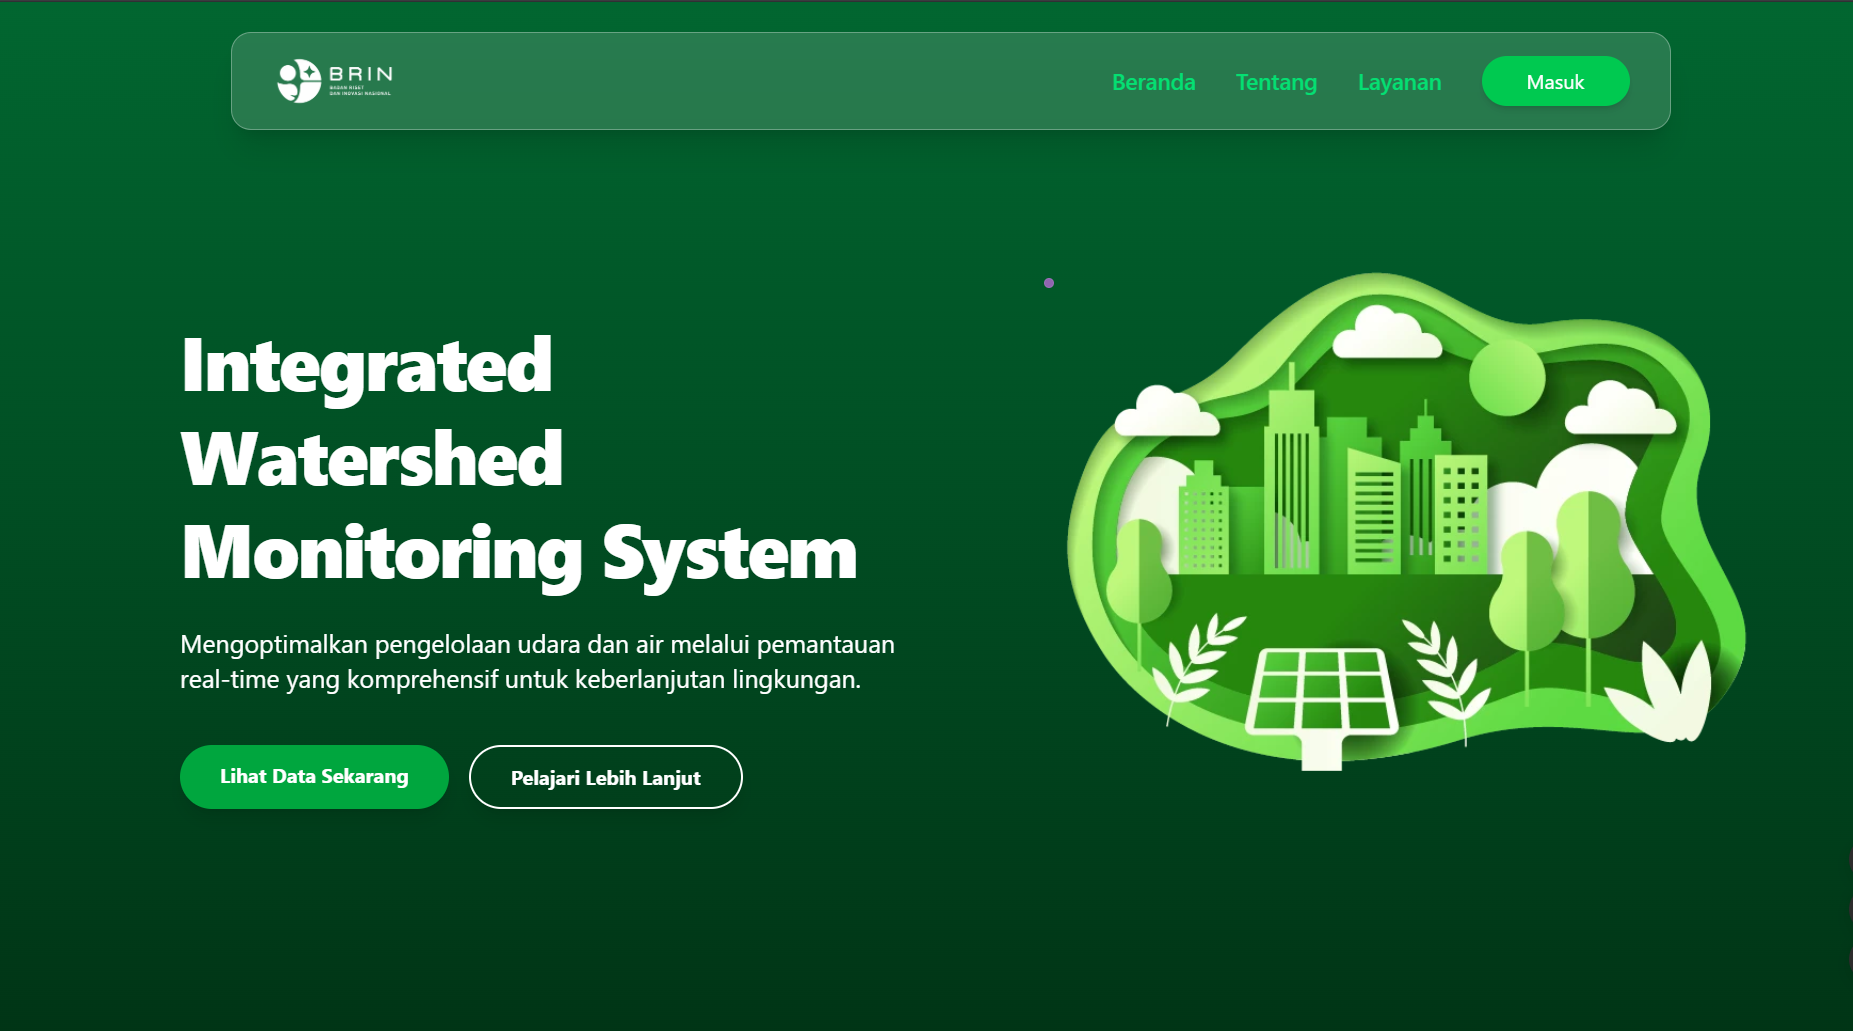 BRIN
BADAN RISET
DAN INOVASI NASIONAL
Beranda
Tentang
Layanan
Masuk
Integrated
Watershed
Monitoring System
Mengoptimalkan pengelolaan udara dan air melalui pemantauan
real-time yang komprehensif untuk keberlanjutan lingkungan.
Lihat Data Sekarang
Pelajari Lebih Lanjut